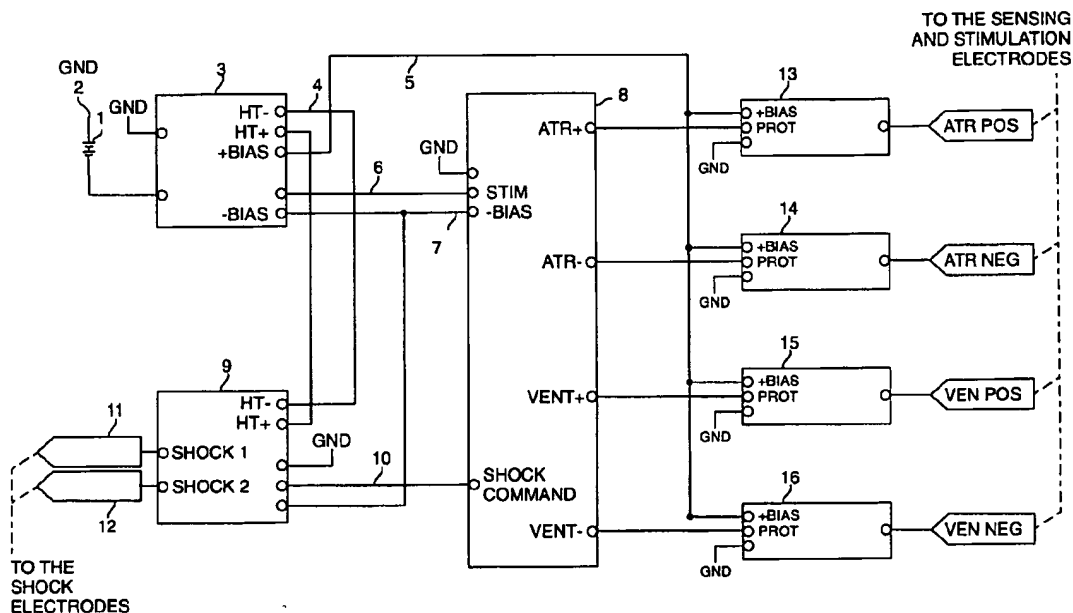 TO THE SENSING
AND STIMULATION
ELECTRODES
GND
2
1
GND
3
HT-
HT+
+BIAS
-BIAS
4
5
6
7
8
GND
STIM
-BIAS
ATR+
ATR-
VENT+
VENT-
SHOCK
COMMAND
13
+BIAS
PROT
GND
ATR POS
14
+BIAS
PROT
GND
ATR NEG
15
+BIAS
PROT
GND
VEN POS
16
+BIAS
PROT
GND
VEN NEG
9
HT-
HT+
GND
SHOCK 1
SHOCK 2
10
11
12
TO THE
SHOCK
ELECTRODES